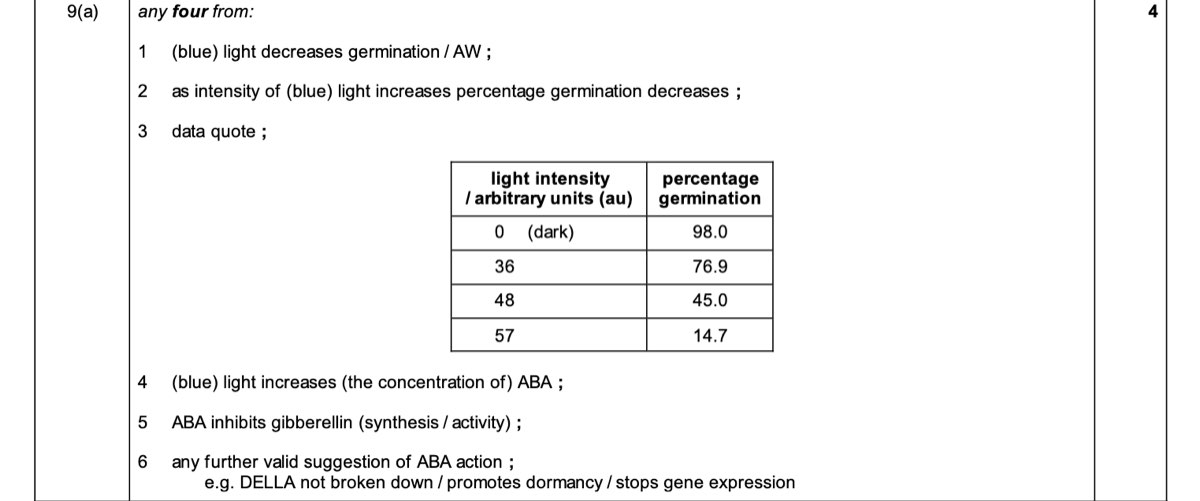 9(a) any four from: 4
1 (blue) light decreases germination / AW ;
2 as intensity of (blue) light increases percentage germination decreases ;
3 data quote ;
light intensity percentage
/ arbitrary units (au) germination
0 (dark) 98.0
36 76.9
48 45.0
57 14.7
4 (blue) light increases (the concentration of) ABA ;
5 ABA inhibits gibberellin (synthesis / activity) ;
6 any further valid suggestion of ABA action ;
e.g. DELLA not broken down / promotes dormancy / stops gene expression